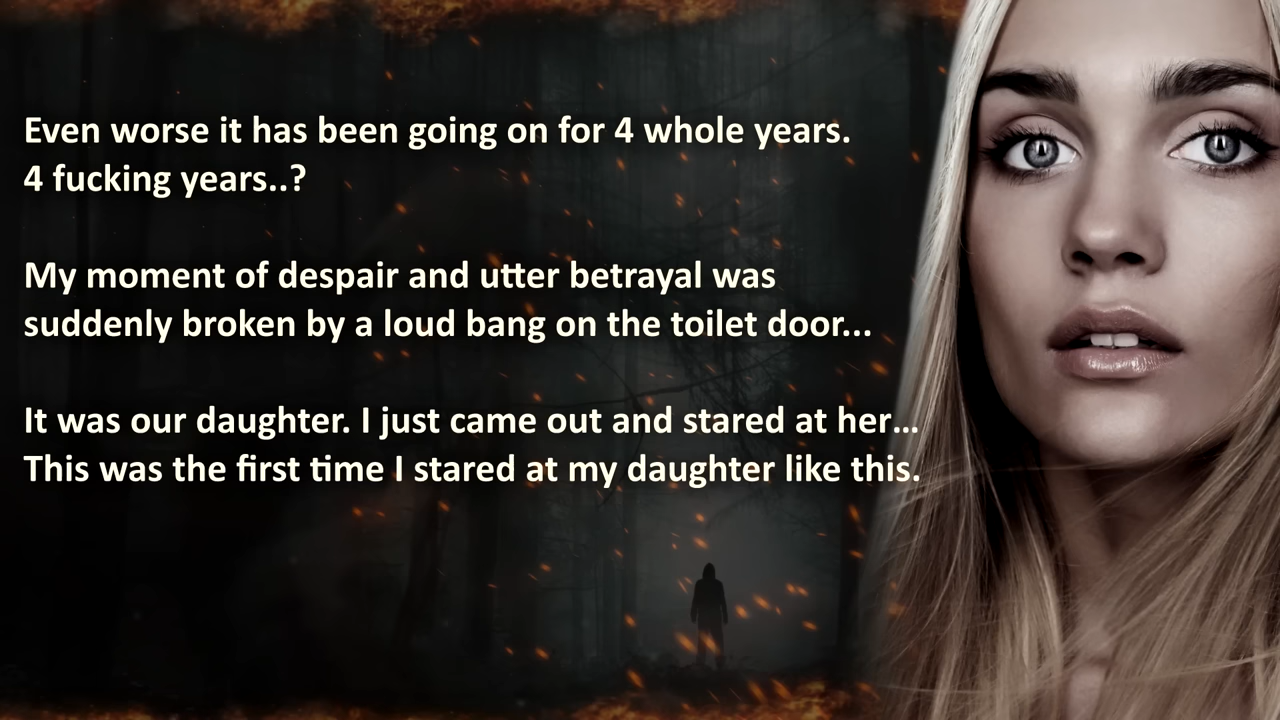 Even worse it has been going on for 4 whole years.
4 fucking years..?
My moment of despair and utter betrayal was
suddenly broken by a loud bang on the toilet door...
It was our daughter. I just came out and stared at her...
This was the first time I stared at my daughter like this.